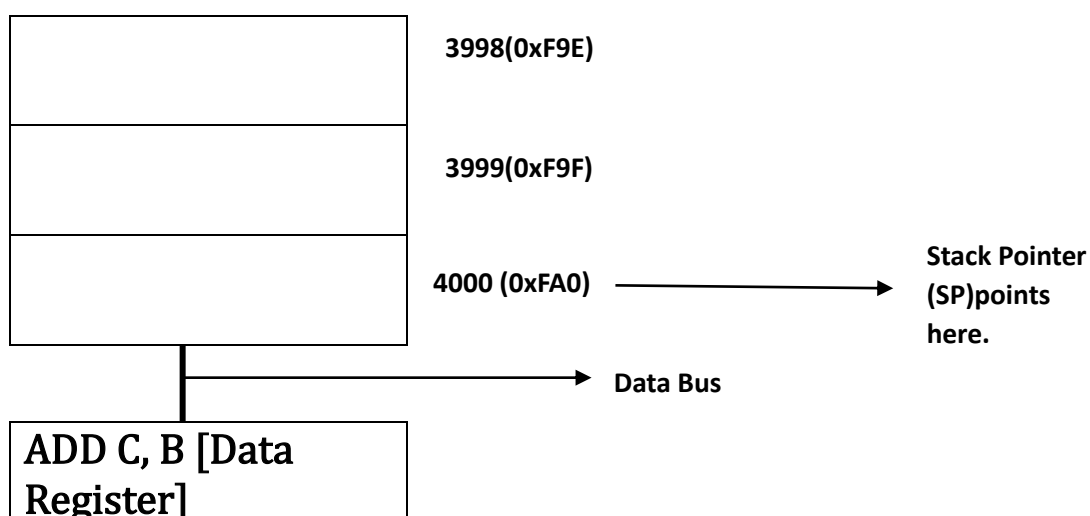 3998(0xF9E)
3999(0xF9F)
4000 (0xFA0)
Stack Pointer
(SP)points
here.
Data Bus
ADD C, B [Data
Register]